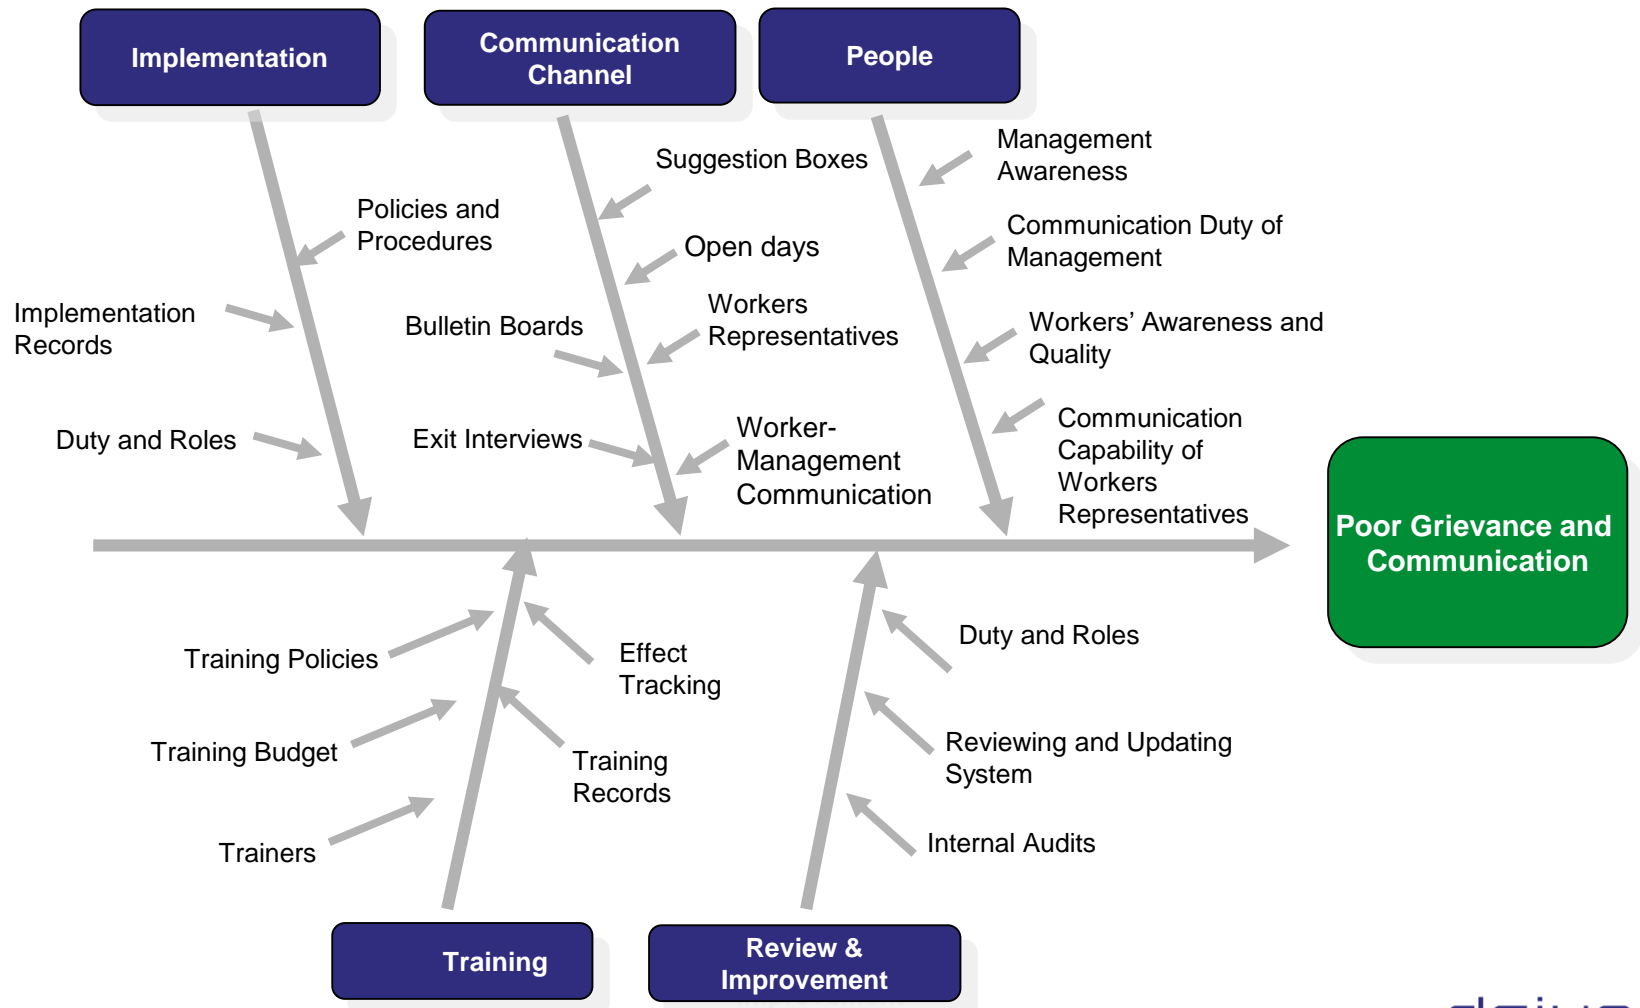 Implementation
Communication
Channel
People
Management
Awareness
Suggestion Boxes
Policies and
Procedures
Communication Duty of
Management
Open days
Implementation
Records
Bulletin Boards
Workers
Representatives
Workers’ Awareness and
Quality
Duty and Roles
Exit Interviews
Worker-
Management
Communication
Communication
Capability of
Workers
Representatives
Poor Grievance and
Communication
Training Policies
Effect
Tracking
Duty and Roles
Training Budget
Training
Records
Reviewing and Updating
System
Trainers
Internal Audits
Training
Review &
Improvement